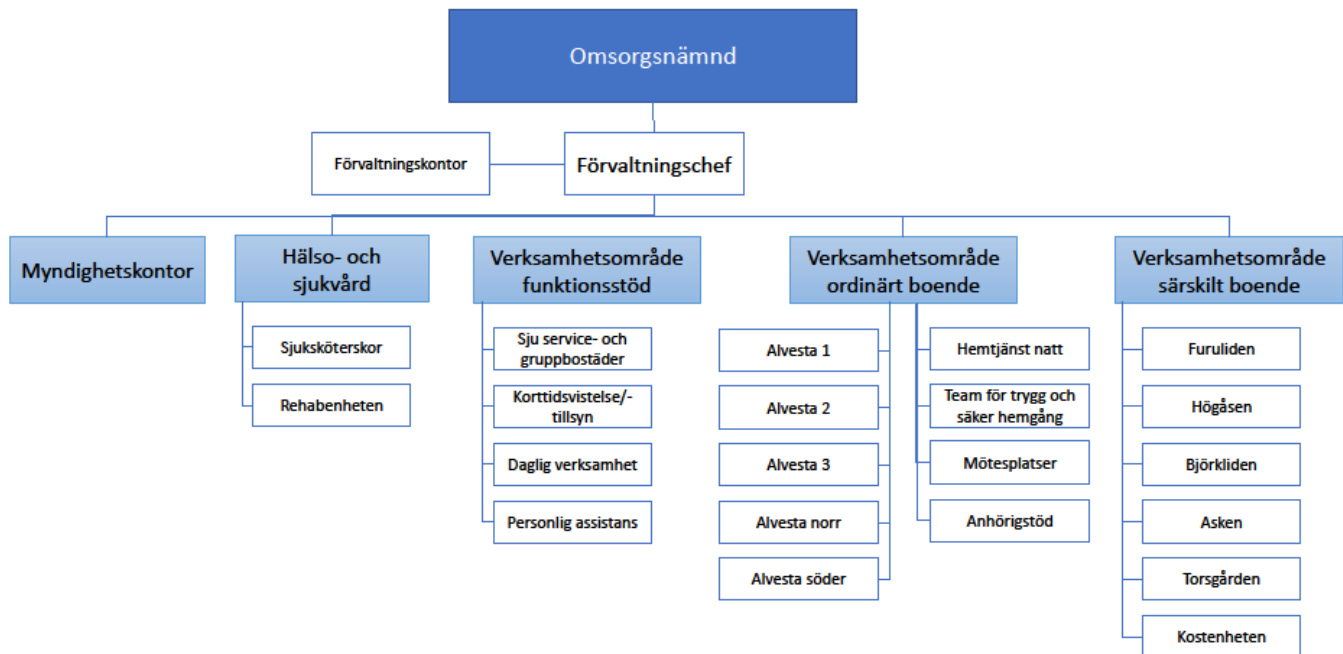 Omsorgsnämnd
Förvaltningskontor
Förvaltningschef
Myndighetskontor
Hälso- och
sjukvård
Sjuksköterskor
Rehabenheten
Verksamhetsområde
funktionsstöd
Sju service- och
gruppbostäder
Korttidsvistelse/-
tillsyn
Daglig verksamhet
Personlig assistans
Verksamhetsområde
ordinärt boende
Alvesta 1
Alvesta 2
Alvesta 3
Alvesta norr
Alvesta söder
Hemtjänst natt
Team för trygg och
säker hemgång
Mötesplatser
Anhörigstöd
Verksamhetsområde
särskilt boende
Furuliden
Högåsen
Björkliden
Asken
Torsgården
Kostenheten